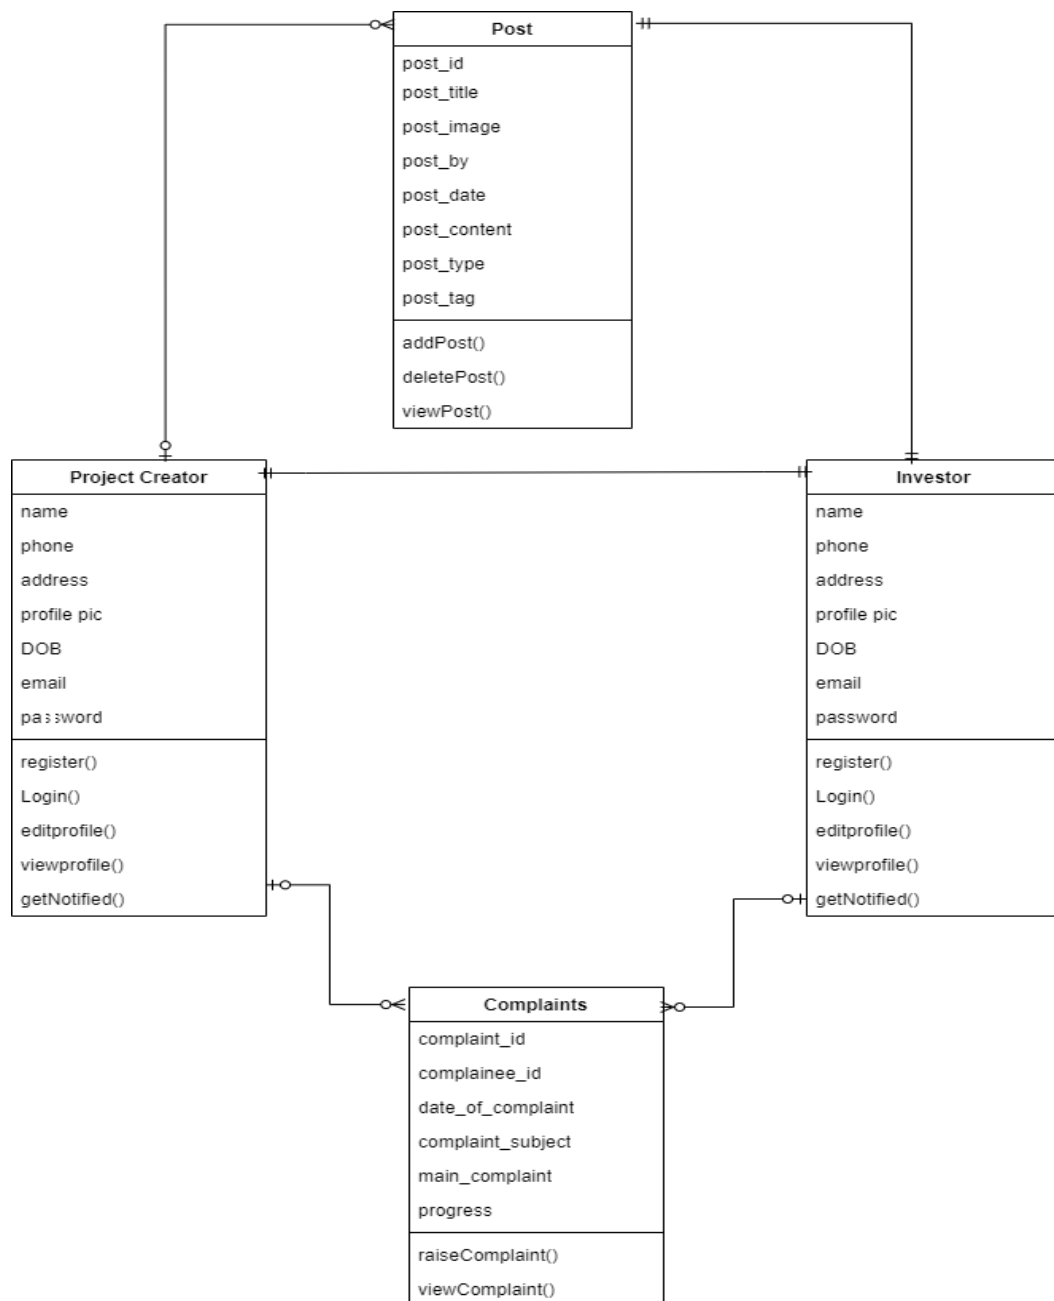 Post
post_id
post_title
post_image
post_by
post_date
post_content
post_type
post_tag
addPost()
deletePost()
viewPost()
Project Creator
name
phone
address
profile pic
DOB
email
password
register()
Login()
editprofile()
viewprofile()
getNotified()
Investor
name
phone
address
profile pic
DOB
email
password
register()
Login()
editprofile()
viewprofile()
getNotified()
Complaints
complaint_id
complainee_id
date_of_complaint
complaint_subject
main_complaint
progress
raiseComplaint()
viewComplaint()